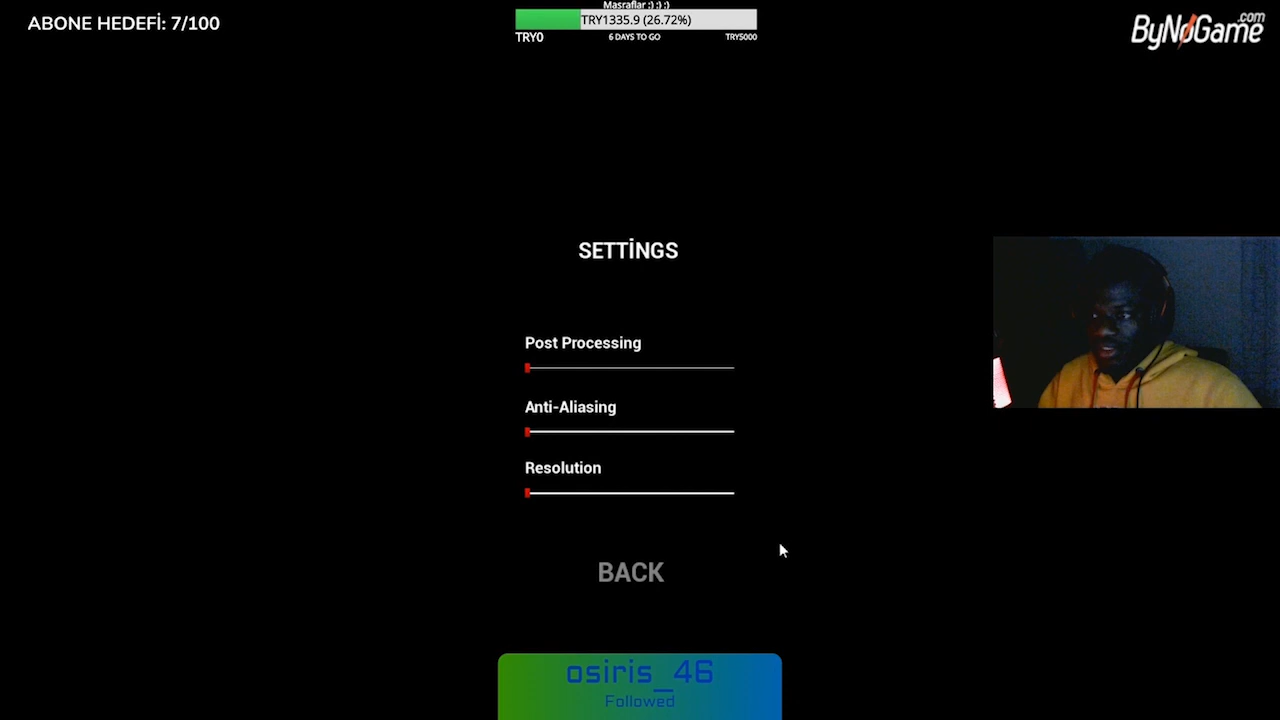 ABONE HEDEFİ: 7/100
Masraflar :) :) :)
TRY1335.9 (26.72%)
TRY0
6 DAYS TO GO
TRY5000
ByNoGame.com
SETTİNGS
Post Processing
Anti-Aliasing
Resolution
BACK
osiris_46
Followed